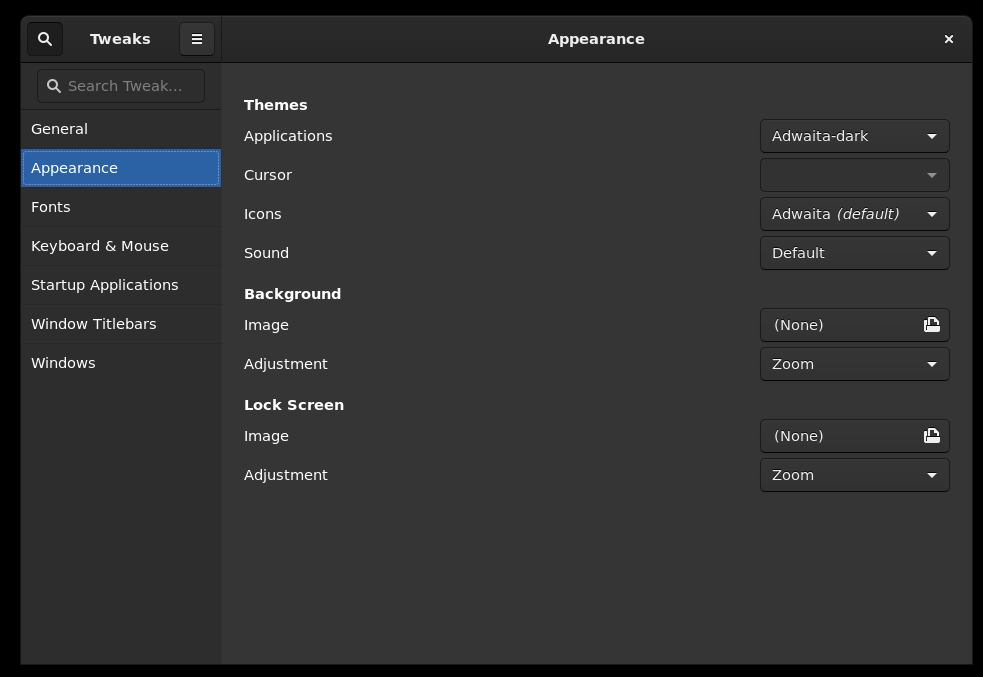 Tweaks
Appearance
Search Tweak...
General
Appearance
Fonts
Keyboard & Mouse
Startup Applications
Window Titlebars
Windows
Themes
Applications Adwaita-dark
Cursor
Icons Adwaita (default)
Sound Default
Background
Image (None)
Adjustment Zoom
Lock Screen
Image (None)
Adjustment Zoom